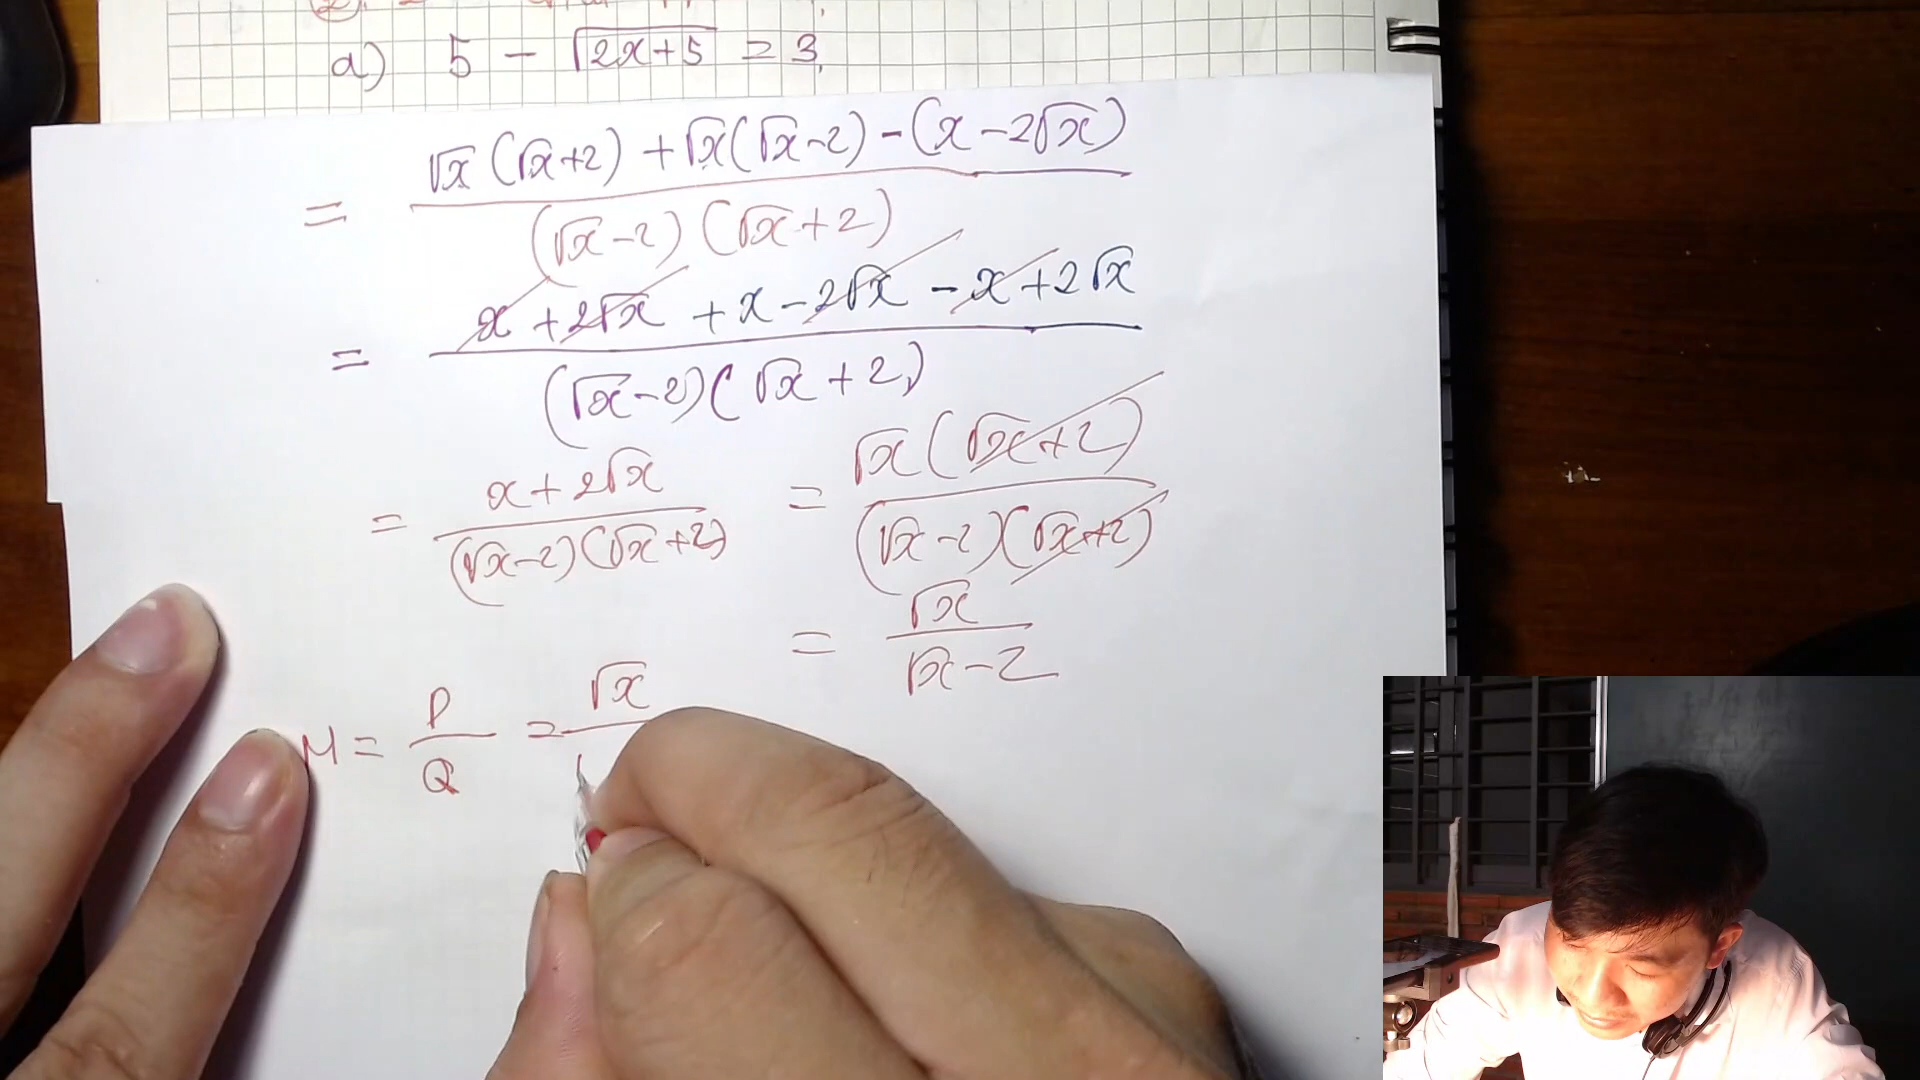 a) 5 - √(2x+5) = 3
= (√x(√x+2) + √x(√x-2) - (x-2√x)) / ((√x-2)(√x+2))
= (x+2√x + x-2√x - x+2√x) / ((√x-2)(√x+2))
= (x+2√x) / ((√x-2)(√x+2)) = (√x(√x+2)) / ((√x-2)(√x+2))
= √x / (√x-2)
M = P/Q = √x